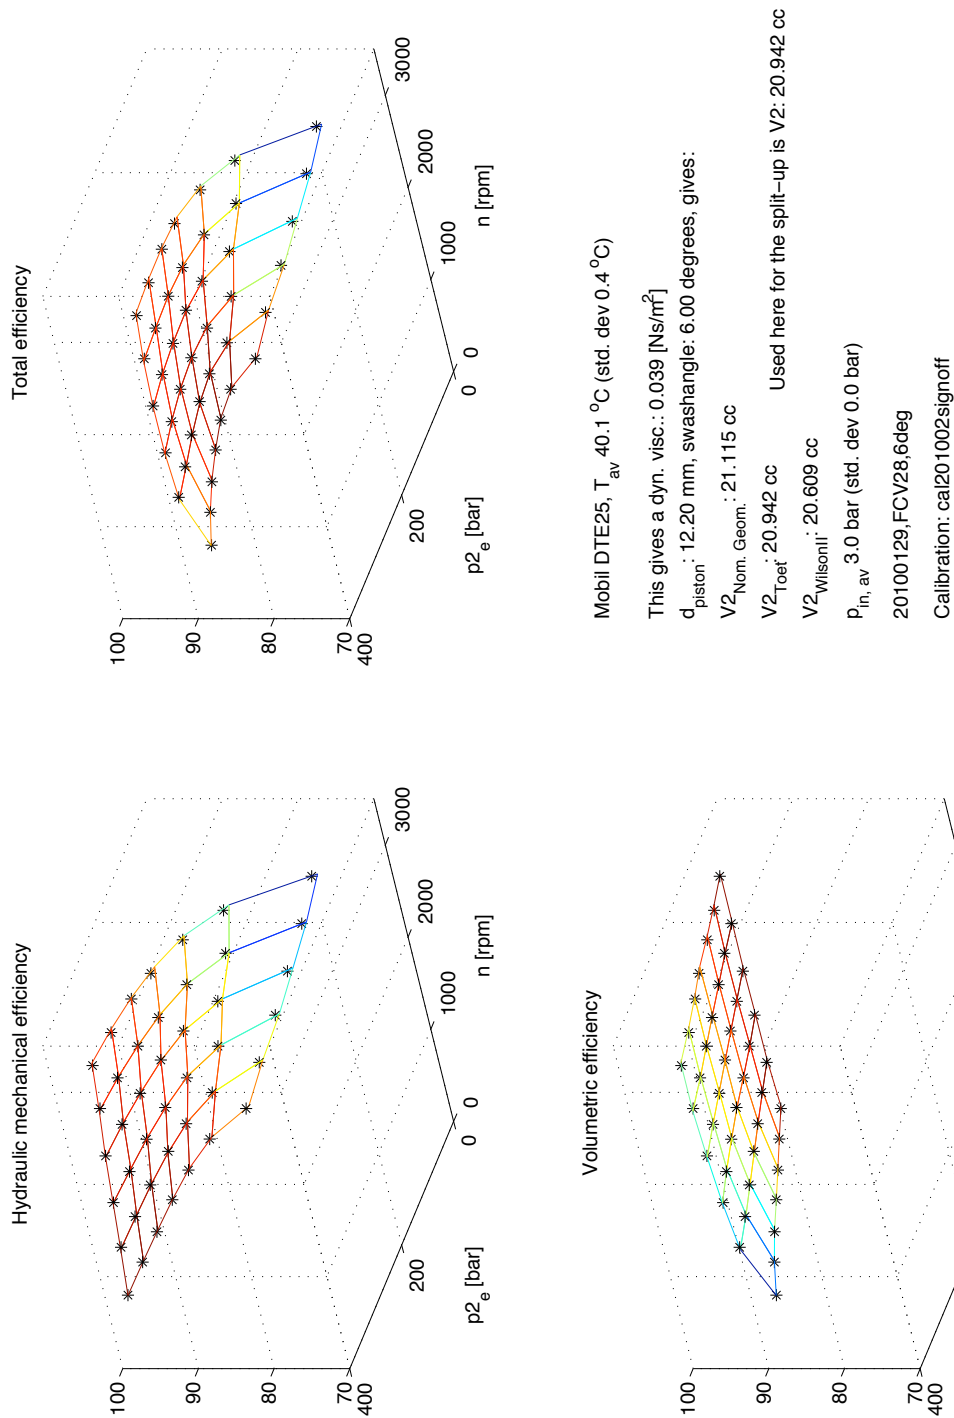 Hydraulic mechanical efficiency
100
90
80
70
400
200
0
p2e [bar]
0
1000
2000
3000
n [rpm]
Total efficiency
100
90
80
70
400
200
0
p2e [bar]
0
1000
2000
3000
n [rpm]
Volumetric efficiency
100
90
80
70
400
Mobil DTE25, Tav 40.1 °C (std. dev 0.4 °C)
This gives a dyn. visc.: 0.039 [Ns/m²]
dpiston: 12.20 mm, swashangle: 6.00 degrees, gives:
V2Nom. Geom.: 21.115 cc
V2Toet: 20.942 cc Used here for the split-up is V2: 20.942 cc
V2WilsonII: 20.609 cc
pin, av 3.0 bar (std. dev 0.0 bar)
20100129,FCV28,6deg
Calibration: cal201002signoff